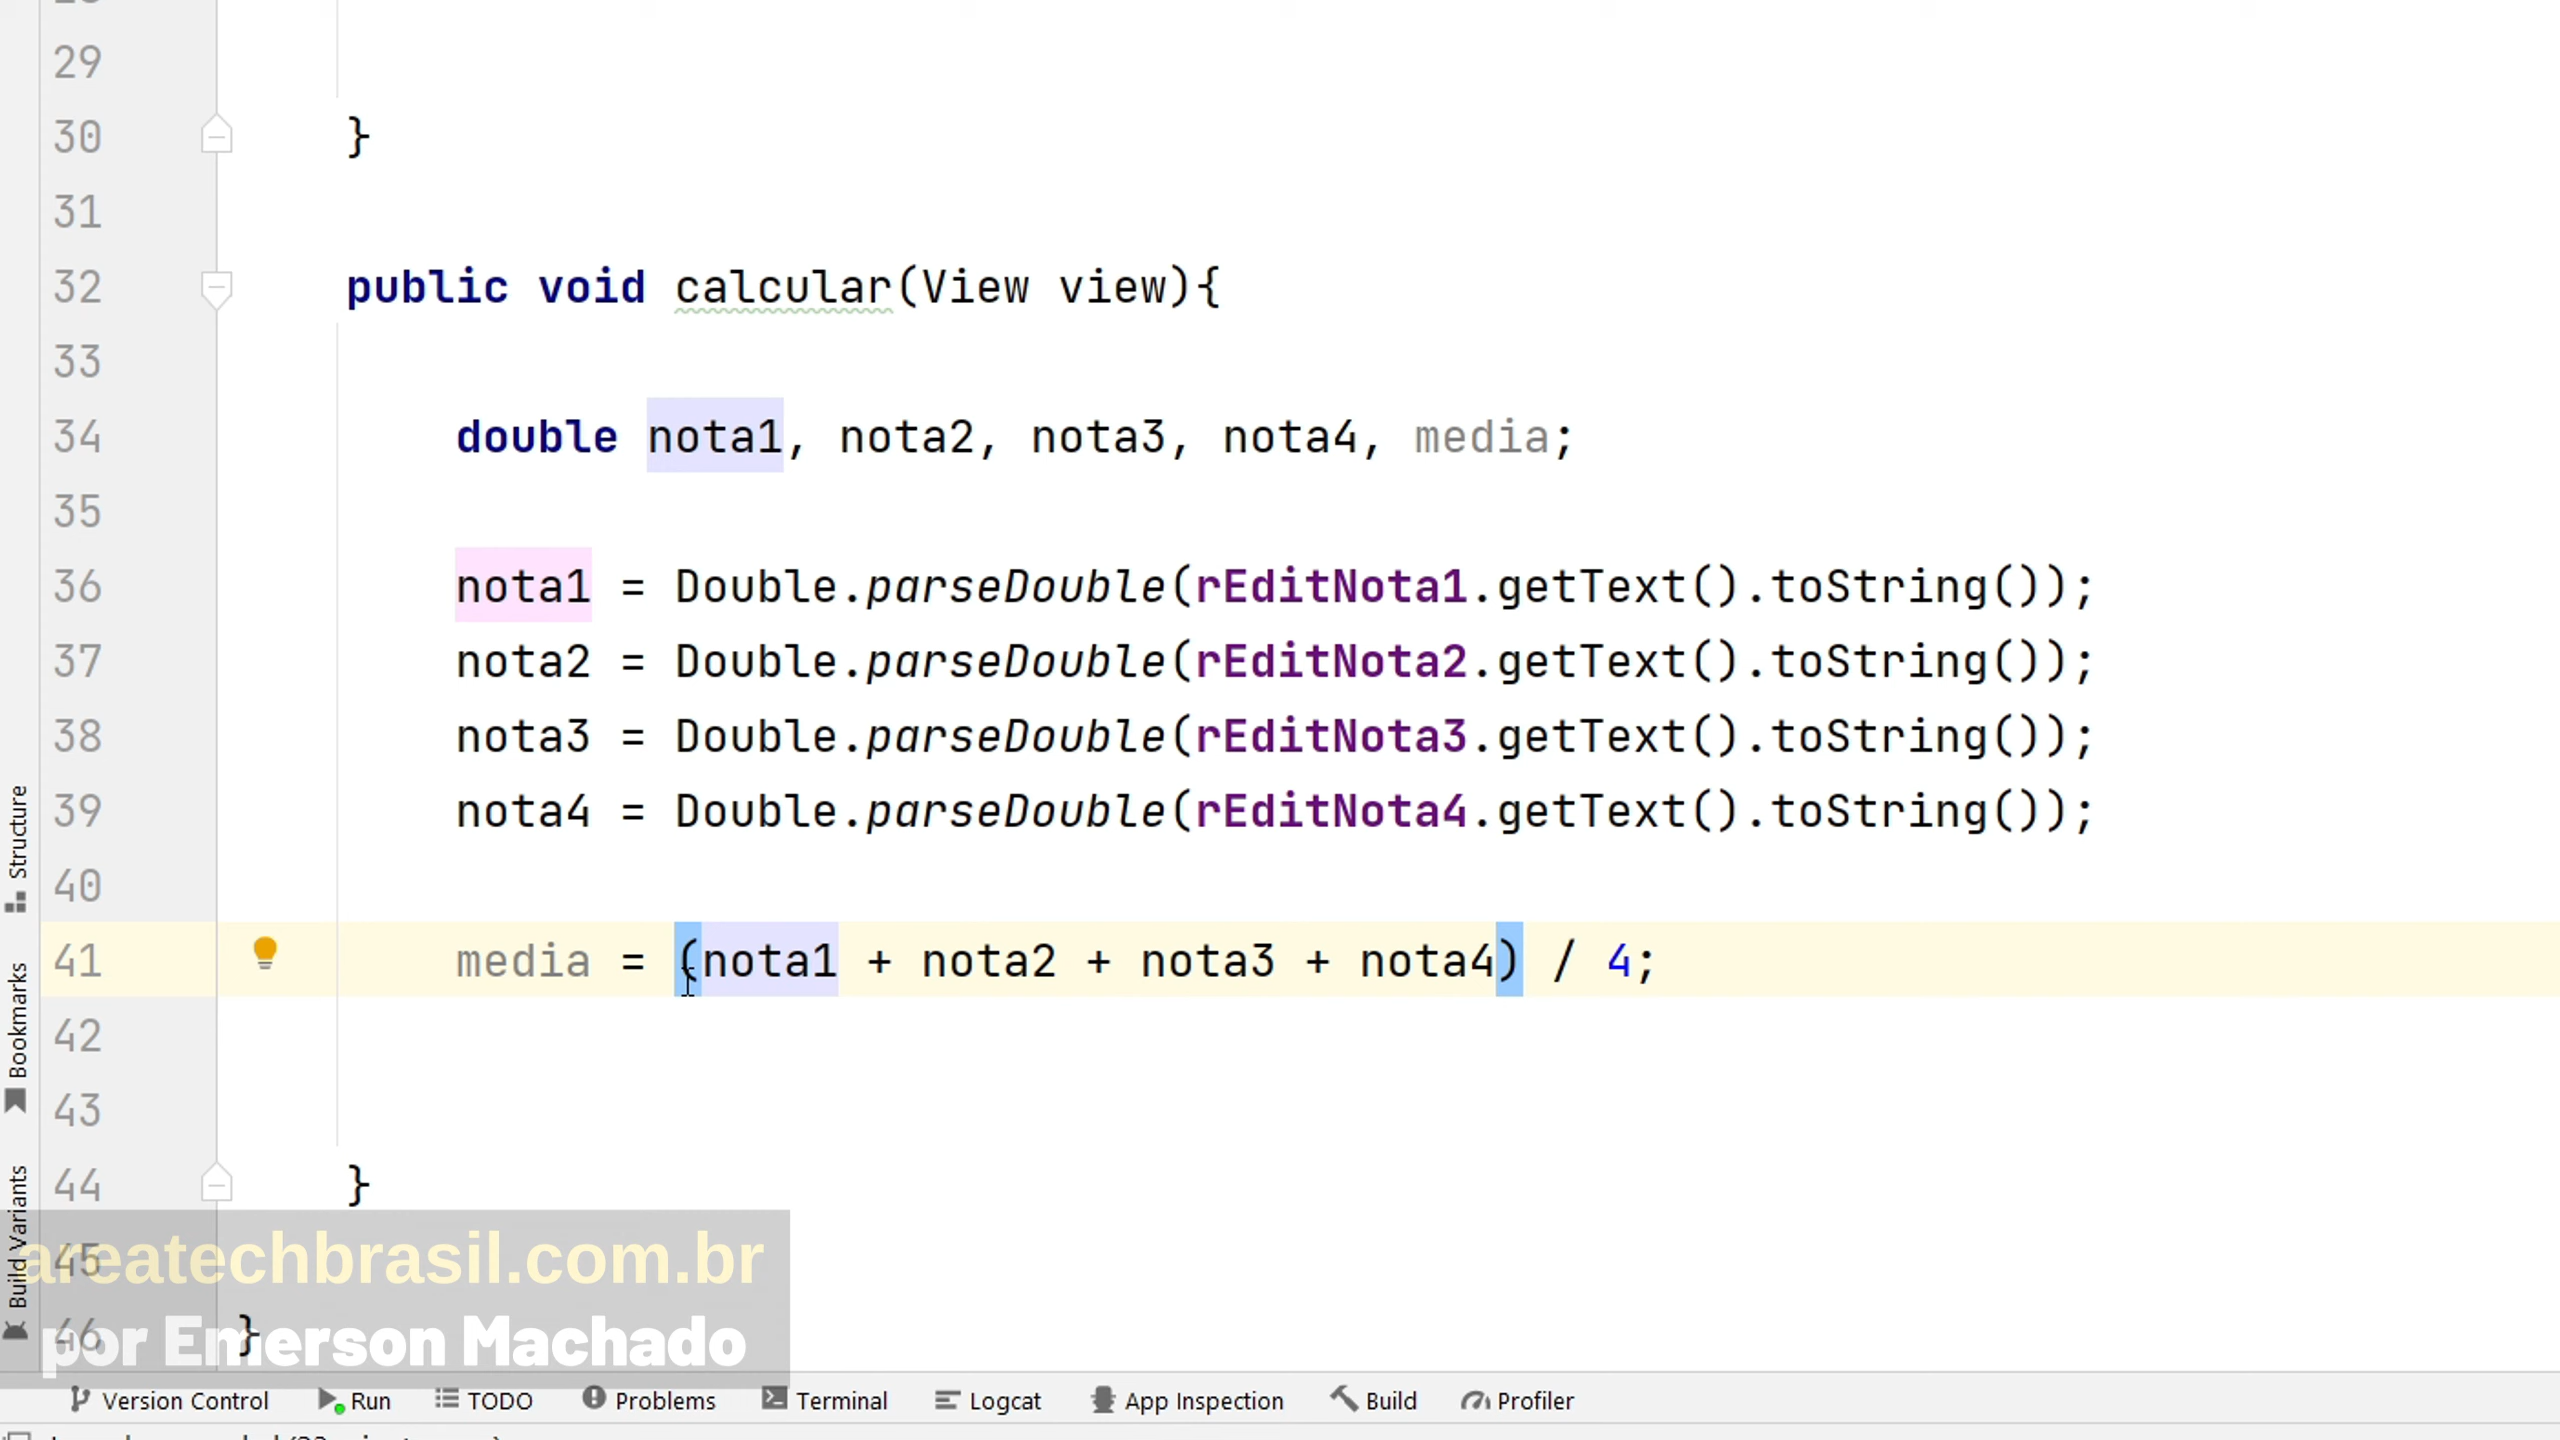 29
30 }
31
32 public void calcular(View view){
33
34 double nota1, nota2, nota3, nota4, media;
35
36 nota1 = Double.parseDouble(rEditNota1.getText().toString());
37 nota2 = Double.parseDouble(rEditNota2.getText().toString());
38 nota3 = Double.parseDouble(rEditNota3.getText().toString());
39 nota4 = Double.parseDouble(rEditNota4.getText().toString());
40
41 media = (nota1 + nota2 + nota3 + nota4) / 4;
42
43
44 }
45
46 }
Structure
Bookmarks
Build Variants
areatechbrasil.com.br
por Emerson Machado
Version Control Run TODO Problems Terminal Logcat App Inspection Build Profiler